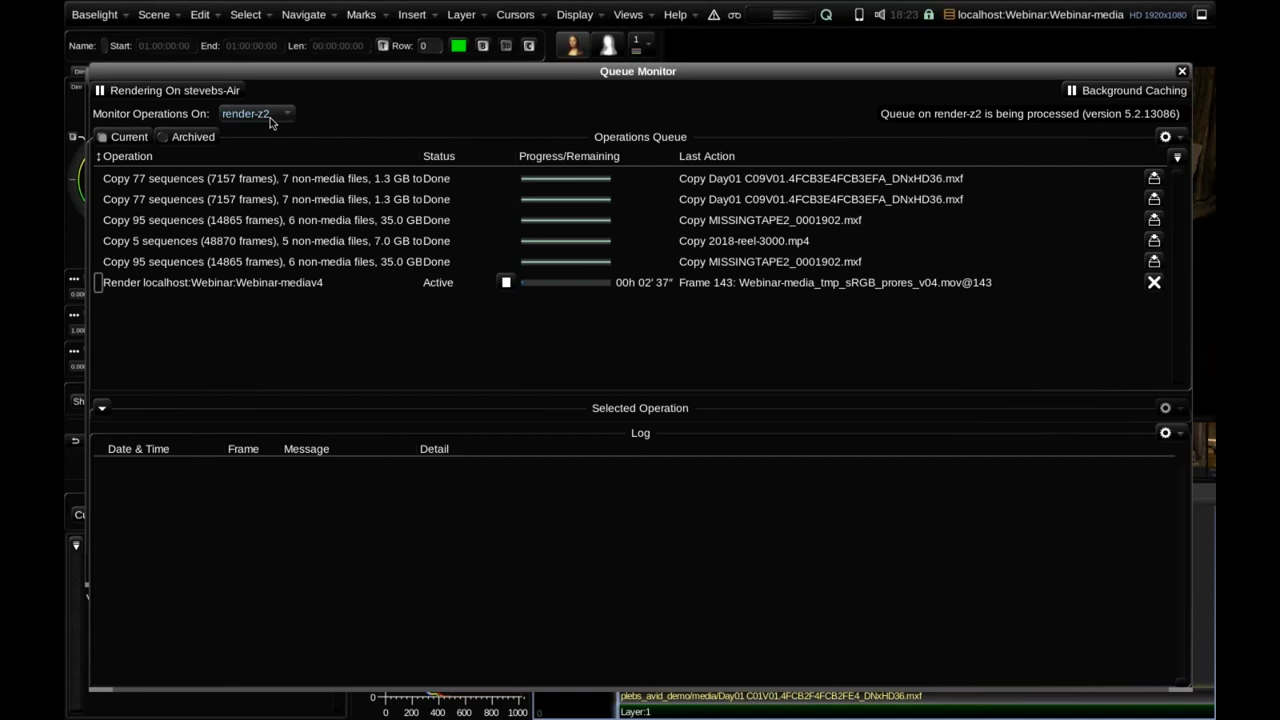 Baselight Scene Edit Select Navigate Marks Insert Layer Cursors Display Views Help 18:23 localhost:Webinar:Webinar-media HD 1920x1080
Name: Start: 01:00:00:00 End: 01:00:00:00 Len: 00:00:00:00 T Row: 0 B 3D C 1
Queue Monitor
Rendering On stevebs-Air Background Caching
Monitor Operations On: render-z2 Queue on render-z2 is being processed (version 5.2.13086)
Current Archived Operations Queue
Operation Status Progress/Remaining Last Action
Copy 77 sequences (7157 frames), 7 non-media files, 1.3 GB to Done Copy Day01 C09V01.4FCB3E4FCB3EFA_DNxHD36.mxf
Copy 77 sequences (7157 frames), 7 non-media files, 1.3 GB to Done Copy Day01 C09V01.4FCB3E4FCB3EFA_DNxHD36.mxf
Copy 95 sequences (14865 frames), 6 non-media files, 35.0 GB Done Copy MISSINGTAPE2_0001902.mxf
Copy 5 sequences (48870 frames), 5 non-media files, 7.0 GB to Done Copy 2018-reel-3000.mp4
Copy 95 sequences (14865 frames), 6 non-media files, 35.0 GB Done Copy MISSINGTAPE2_0001902.mxf
Render localhost:Webinar:Webinar-mediav4 Active 00h 02' 37" Frame 143: Webinar-media_tmp_sRGB_prores_v04.mov@143
Selected Operation
Log
Date & Time Frame Message Detail
0
0 200 400 600 800 1000
plebs_avid_demo/media/Day01 C01V01.4FCB2F4FCB2FE4_DNxHD36.mxf
Layer:1